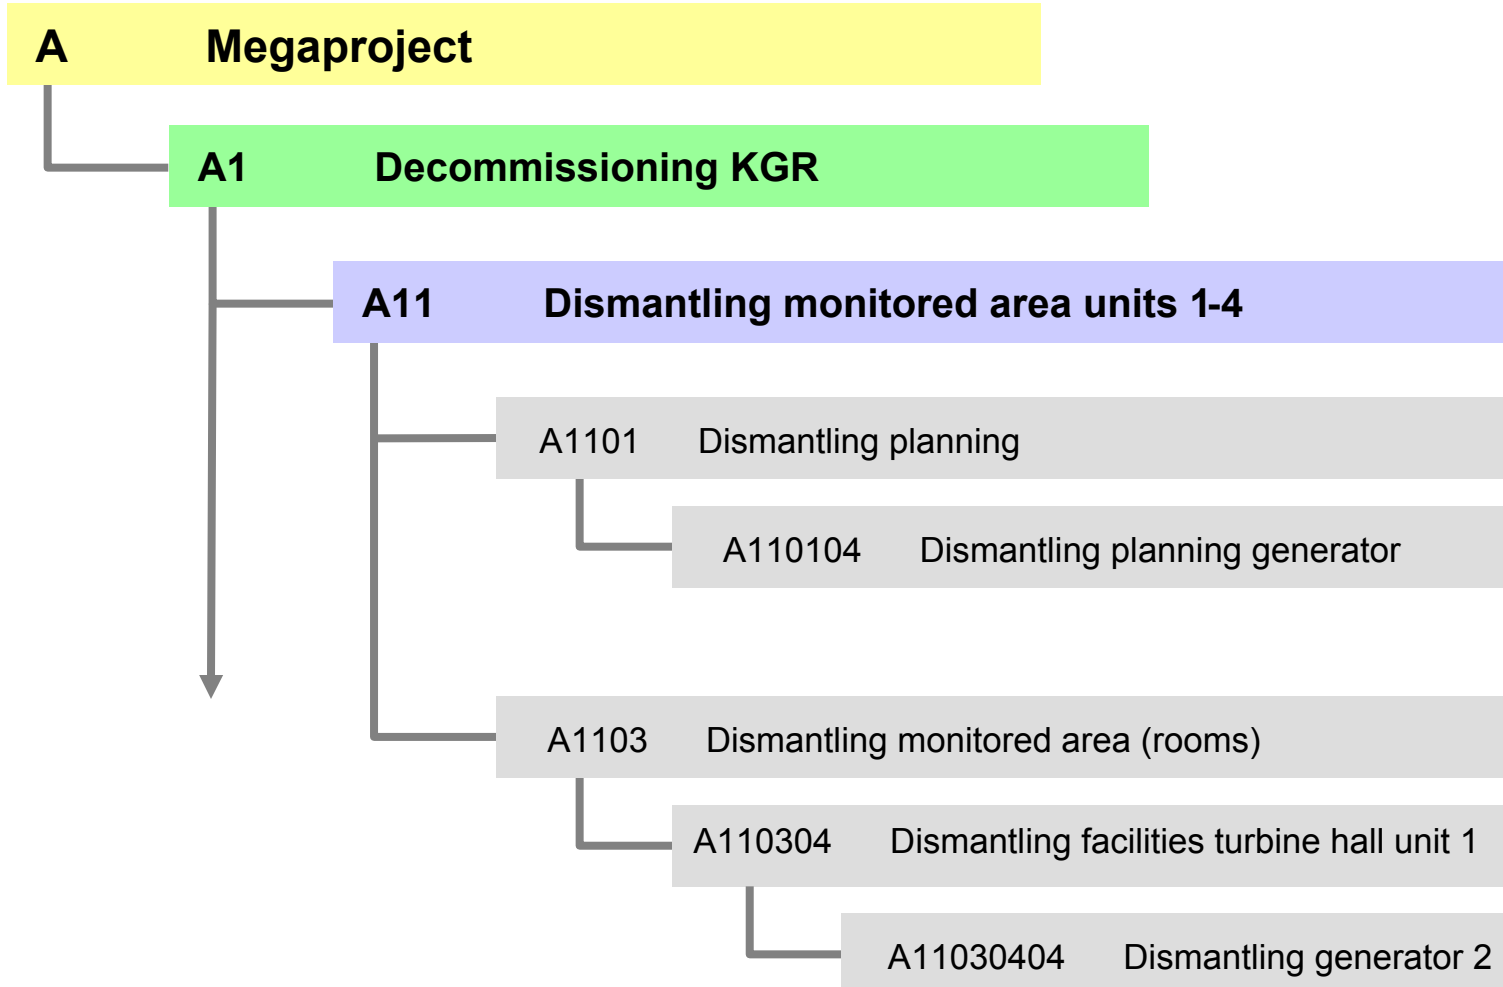 A Megaproject
A1 Decommissioning KGR
A11 Dismantling monitored area units 1-4
A1101 Dismantling planning
A110104 Dismantling planning generator
A1103 Dismantling monitored area (rooms)
A110304 Dismantling facilities turbine hall unit 1
A11030404 Dismantling generator 2